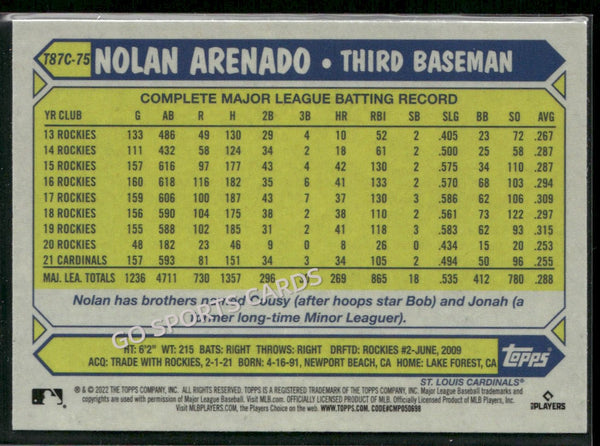 T87C-75 NOLAN ARENADO • THIRD BASEMAN
COMPLETE MAJOR LEAGUE BATTING RECORD
YR CLUB G AB R H 2B 3B HR RBI SB SLG BB SO AVG
13 ROCKIES 133 486 49 130 29 4 10 52 2 .405 23 72 .267
14 ROCKIES 111 432 58 124 34 2 18 61 2 .500 25 58 .287
15 ROCKIES 157 616 97 177 43 4 42 130 2 .575 34 110 .287
16 ROCKIES 160 618 116 182 35 6 41 133 2 .570 68 103 .294
17 ROCKIES 159 606 100 187 43 7 37 130 3 .586 62 106 .309
18 ROCKIES 156 590 104 175 38 2 38 110 2 .561 73 122 .297
19 ROCKIES 155 588 102 185 31 2 41 118 3 .583 62 93 .315
20 ROCKIES 48 182 23 46 9 0 8 26 0 .434 15 20 .253
21 CARDINALS 157 593 81 151 34 3 34 105 2 .494 50 96 .255
MAJ. LEA. TOTALS 1236 4711 730 1357 296 269 865 18 .535 412 780 .288
Nolan has brothers named Cousy (after hoops star Bob) and Jonah (a
former long-time Minor Leaguer).
GO SPORTS CARDS
HT: 6'2" WT: 215 BATS: RIGHT THROWS: RIGHT DRFTD: ROCKIES #2-JUNE, 2009
ACQ: TRADE WITH ROCKIES, 2-1-21 BORN: 4-16-91, NEWPORT BEACH, CA HOME: LAKE FOREST, CA
topps
ST. LOUIS CARDINALS
® & © 2022 THE TOPPS COMPANY, INC. ALL RIGHTS RESERVED. TOPPS IS A REGISTERED TRADEMARK OF THE TOPPS COMPANY, INC. Major League Baseball trademarks and
copyrights are used with permission of Major League Baseball. Visit MLB.com. OFFICIALLY LICENSED PRODUCT OF MLB PLAYERS, INC.
MLBPLAYERS.COM, the Players Choice on the web. WWW.TOPPS.COM. CODE#CMP050698
MLB PLAYERS